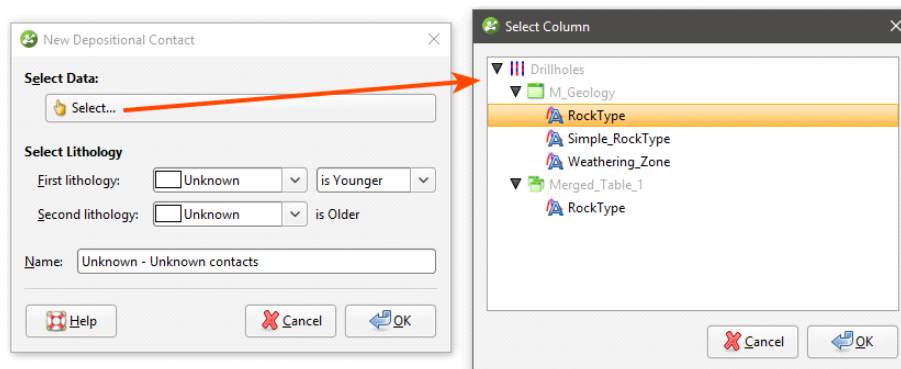 New Depositional Contact
Select Data:
Select...
Select Lithology
First lithology: Unknown is Younger
Second lithology: Unknown is Older
Name: Unknown - Unknown contacts
Help Cancel OK
Select Column
Drillholes
M_Geology
RockType
Simple_RockType
Weathering_Zone
Merged_Table_1
RockType
Cancel OK